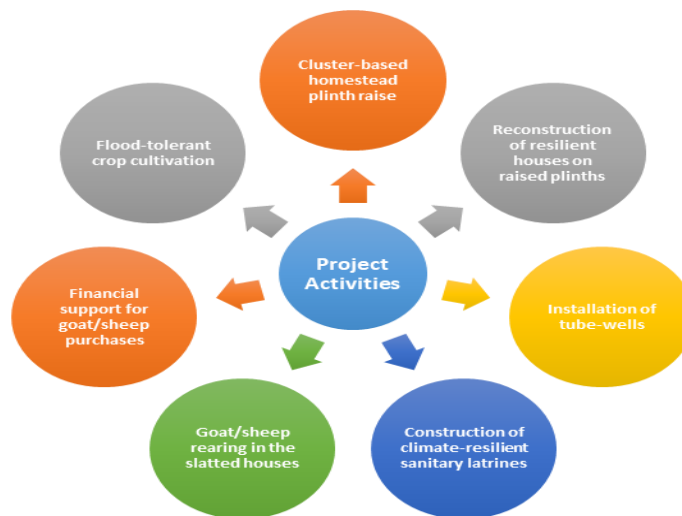 Cluster-based
homestead
plinth raise
Reconstruction
of resilient
houses on
raised plinths
Installation of
tube-wells
Construction of
climate-resilient
sanitary latrines
Goat/sheep
rearing in the
slatted houses
Financial
support for
goat/sheep
purchases
Flood-tolerant
crop cultivation
Project
Activities